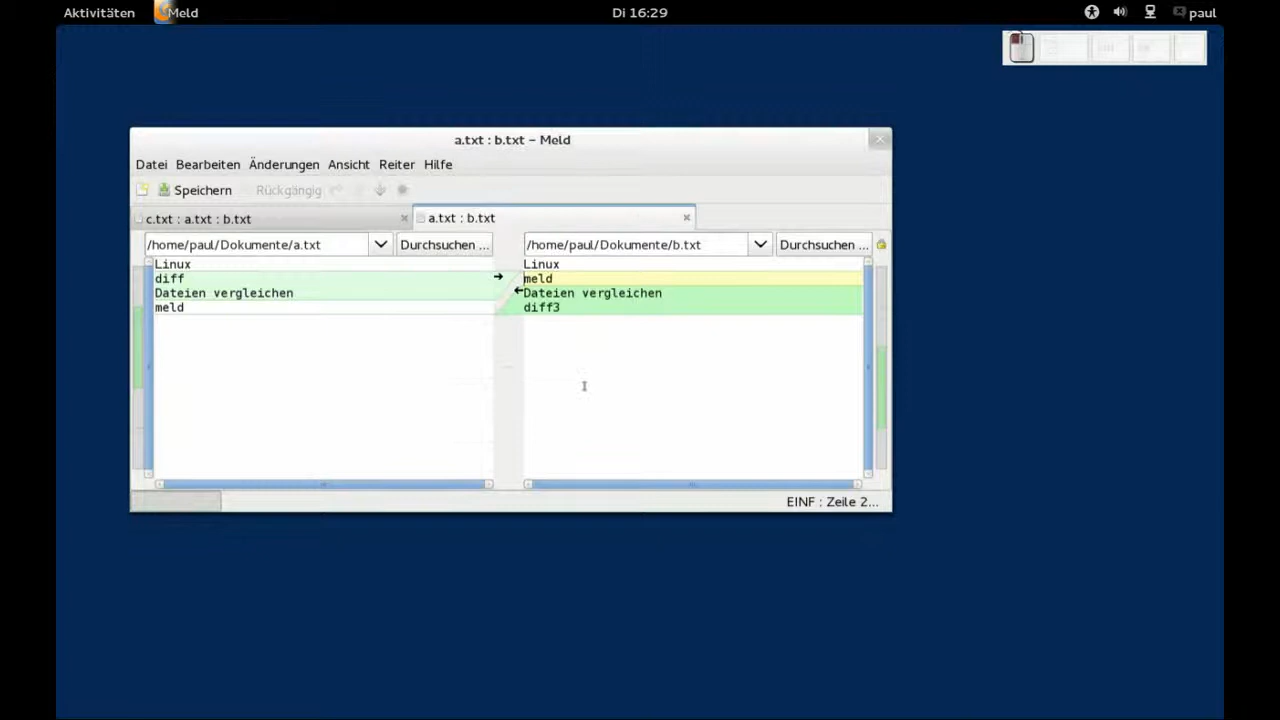 Aktivitäten Meld Di 16:29 paul
a.txt : b.txt – Meld
Datei Bearbeiten Änderungen Ansicht Reiter Hilfe
Speichern Rückgängig
c.txt : a.txt : b.txt a.txt : b.txt
/home/paul/Dokumente/a.txt Durchsuchen ... /home/paul/Dokumente/b.txt Durchsuchen ...
Linux
diff
Dateien vergleichen
meld
Linux
meld
Dateien vergleichen
diff3
EINF : Zeile 2...